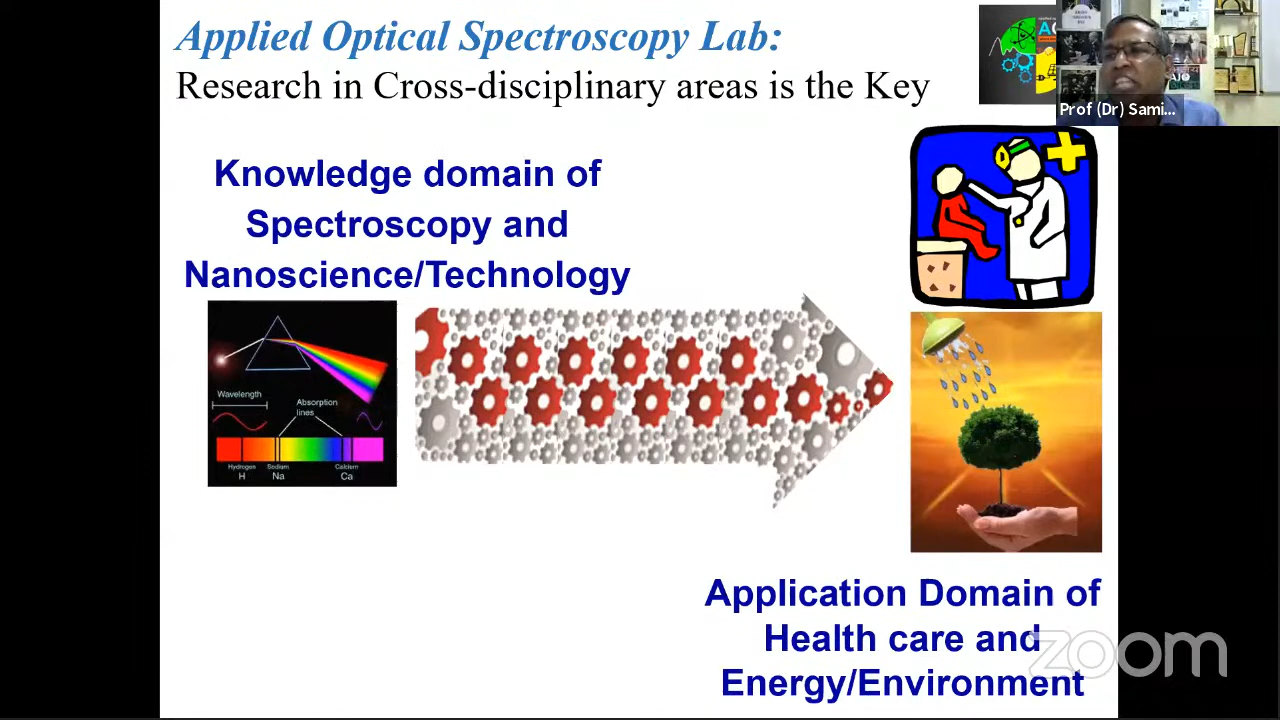 Applied Optical Spectroscopy Lab:
Research in Cross-disciplinary areas is the Key
Prof (Dr) Sami...
Knowledge domain of
Spectroscopy and
Nanoscience/Technology
Wavelength
Absorption
lines
Hydrogen
Sodium
Calcium
H
Na
Ca
Application Domain of
Health care and
Energy/Environment
zoom